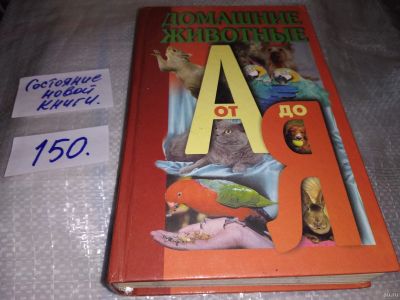 ДОМАШНИЕ
ЖИВОТНЫЕ
А
ОТ
ДО
Я
Состояние
новой
книги.
150.